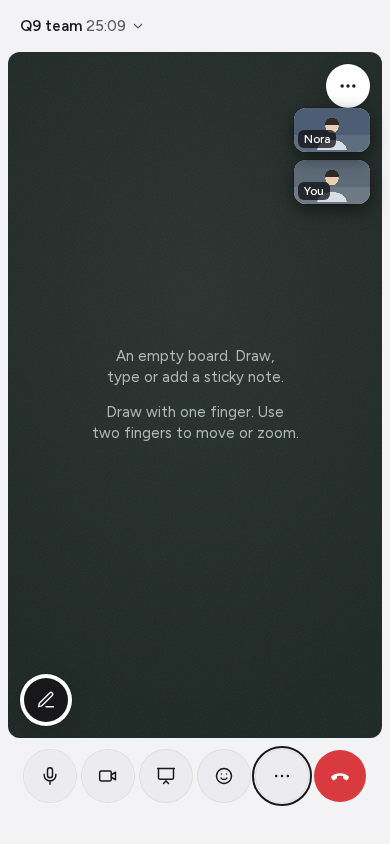 Q9 team 25:09
Nora
You
An empty board. Draw,
type or add a sticky note.
Draw with one finger. Use
two fingers to move or zoom.